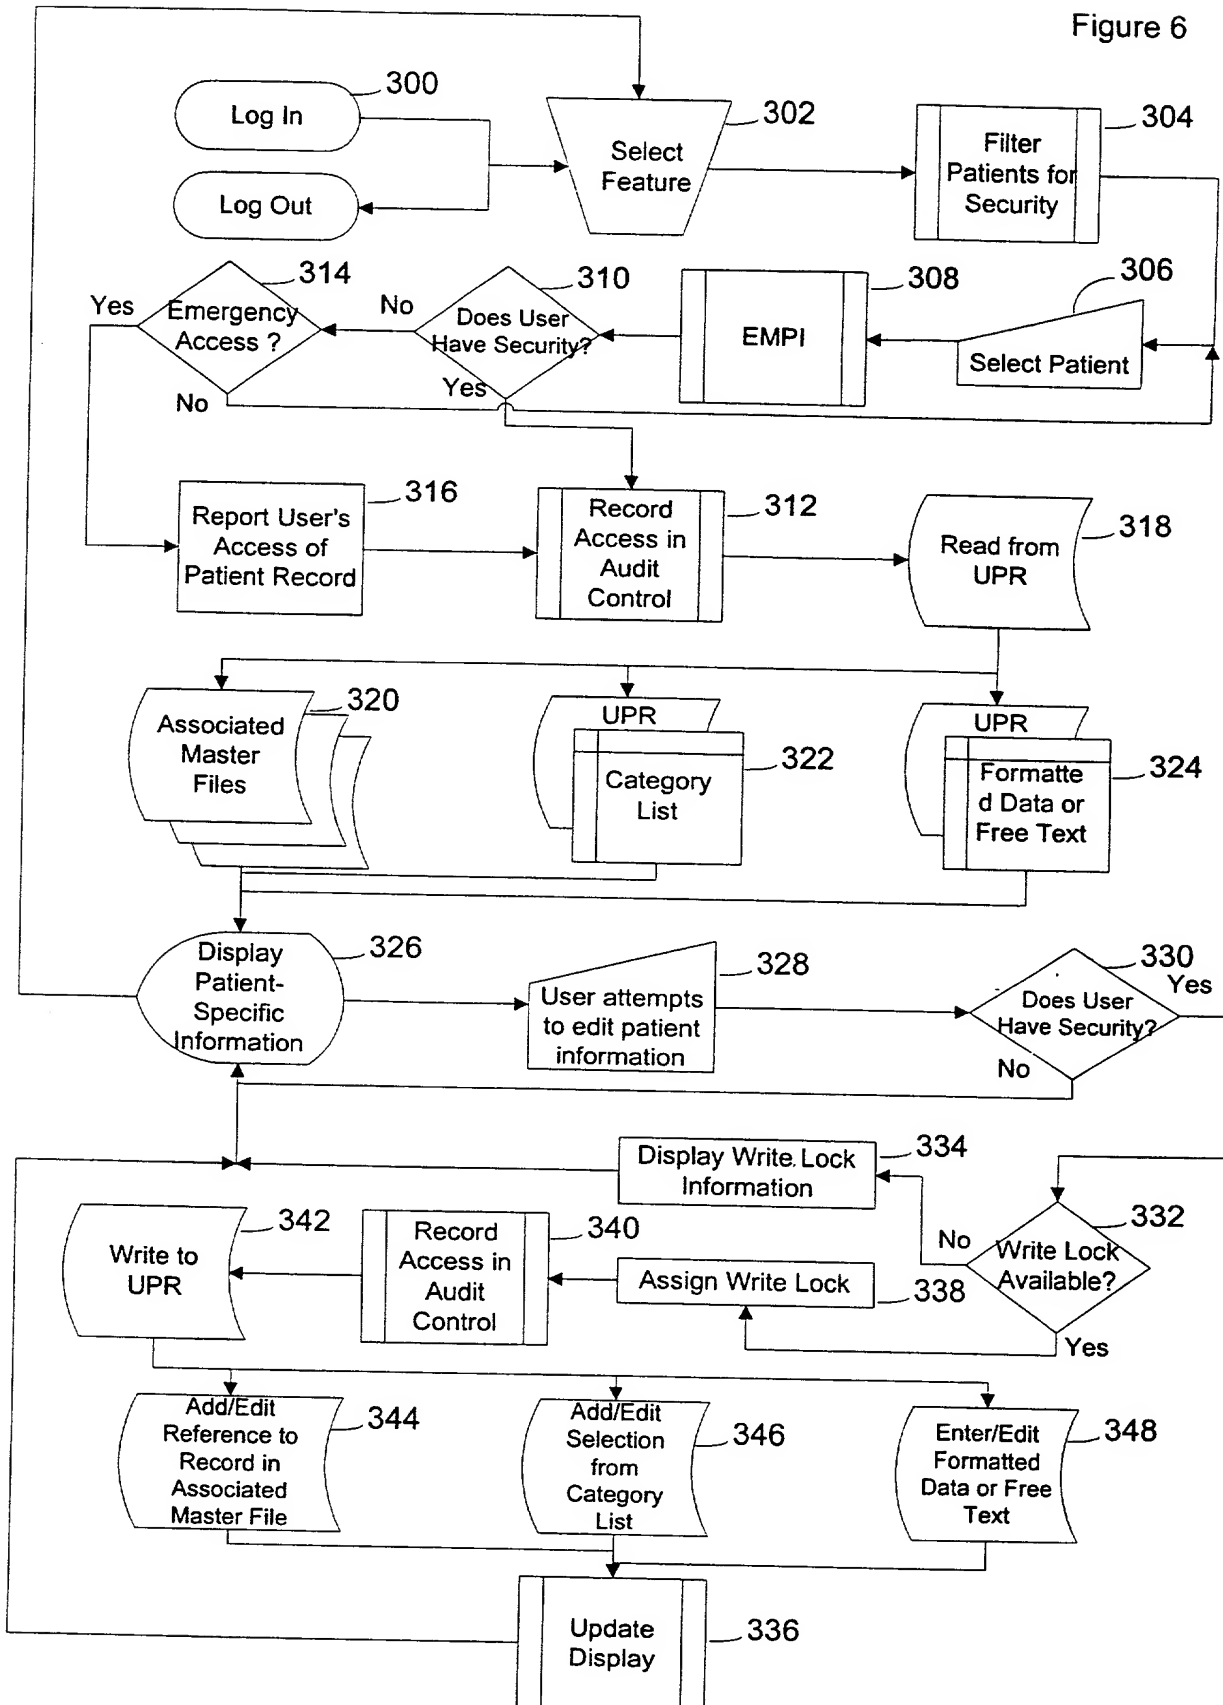 Figure 6
300
Log In
302
Select
Feature
304
Filter
Patients for
Security
Log Out
314
Emergency
Access ?
Yes
No
310
Does User
Have Security?
No
Yes
308
EMPI
306
Select Patient
316
Report User's
Access of
Patient Record
312
Record
Access in
Audit
Control
318
Read from
UPR
320
Associated
Master
Files
UPR
322
Category
List
UPR
324
Formatte
d Data or
Free Text
326
Display
Patient-
Specific
Information
328
User attempts
to edit patient
information
330
Does User
Have Security?
Yes
No
334
Display Write Lock
Information
332
Write Lock
Available?
No
Yes
342
Write to
UPR
340
Record
Access in
Audit
Control
Assign Write Lock
338
344
Add/Edit
Reference to
Record in
Associated
Master File
346
Add/Edit
Selection
from
Category
List
348
Enter/Edit
Formatted
Data or Free
Text
336
Update
Display